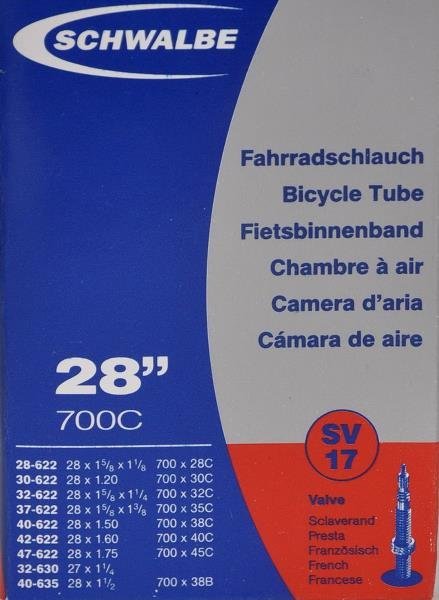 SCHWALBE
Fahrradschlauch
Bicycle Tube
Fietsbinnenband
Chambre à air
Camera d'aria
Cámara de aire
28”
700C
SV
17
28-622 28 x 1⅝ x 1⅛ 700 x 28C
30-622 28 x 1.20 700 x 30C
32-622 28 x 1⅝ x 1¼ 700 x 32C
37-622 28 x 1⅝ x 1⅜ 700 x 35C
40-622 28 x 1.50 700 x 38C
42-622 28 x 1.60 700 x 40C
47-622 28 x 1.75 700 x 45C
32-630 27 x 1¼
40-635 28 x 1½ 700 x 38B
Valve
Sclaverand
Presta
Französisch
French
Francese